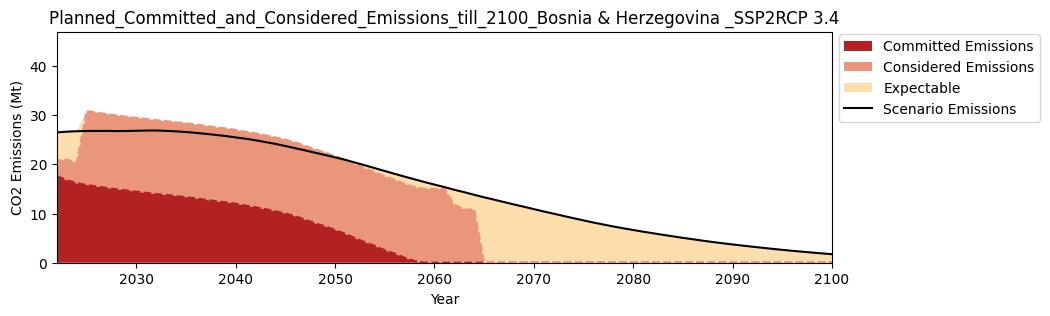 Planned_Committed_and_Considered_Emissions_till_2100_Bosnia & Herzegovina _SSP2RCP 3.4
Committed Emissions
Considered Emissions
Expectable
Scenario Emissions
CO2 Emissions (Mt)
40
30
20
10
0
2030
2040
2050
2060
2070
2080
2090
2100
Year